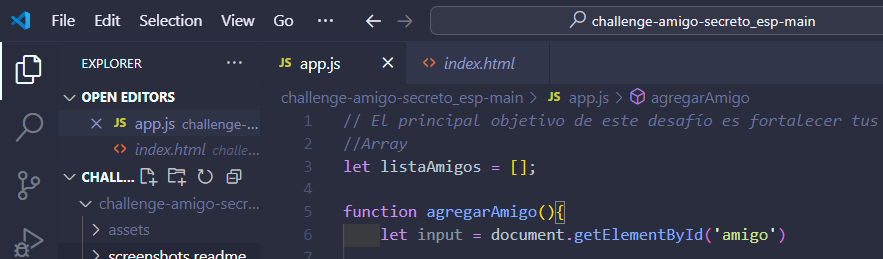 File Edit Selection View Go ··· challenge-amigo-secreto_esp-main
EXPLORER ···
OPEN EDITORS
JS app.js challenge-...
<> index.html challe...
CHALL...
challenge-amigo-secr...
assets
screenshots readme
JS app.js
<> index.html
challenge-amigo-secreto_esp-main > JS app.js > agregarAmigo
1 // El principal objetivo de este desafío es fortalecer tus
2 //Array
3 let listaAmigos = [];
4
5 function agregarAmigo(){
6 let input = document.getElementById('amigo')